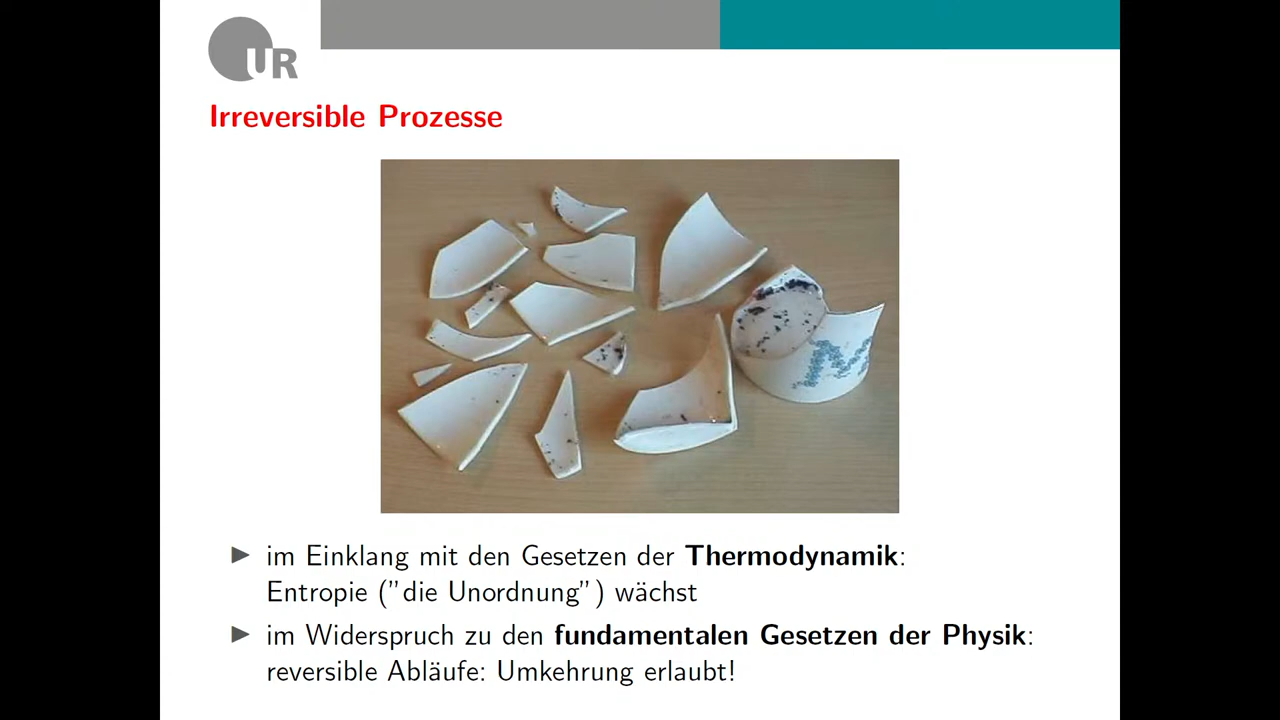 UR
Irreversible Prozesse
M
▶ im Einklang mit den Gesetzen der Thermodynamik:
Entropie ("die Unordnung") wächst
▶ im Widerspruch zu den fundamentalen Gesetzen der Physik:
reversible Abläufe: Umkehrung erlaubt!